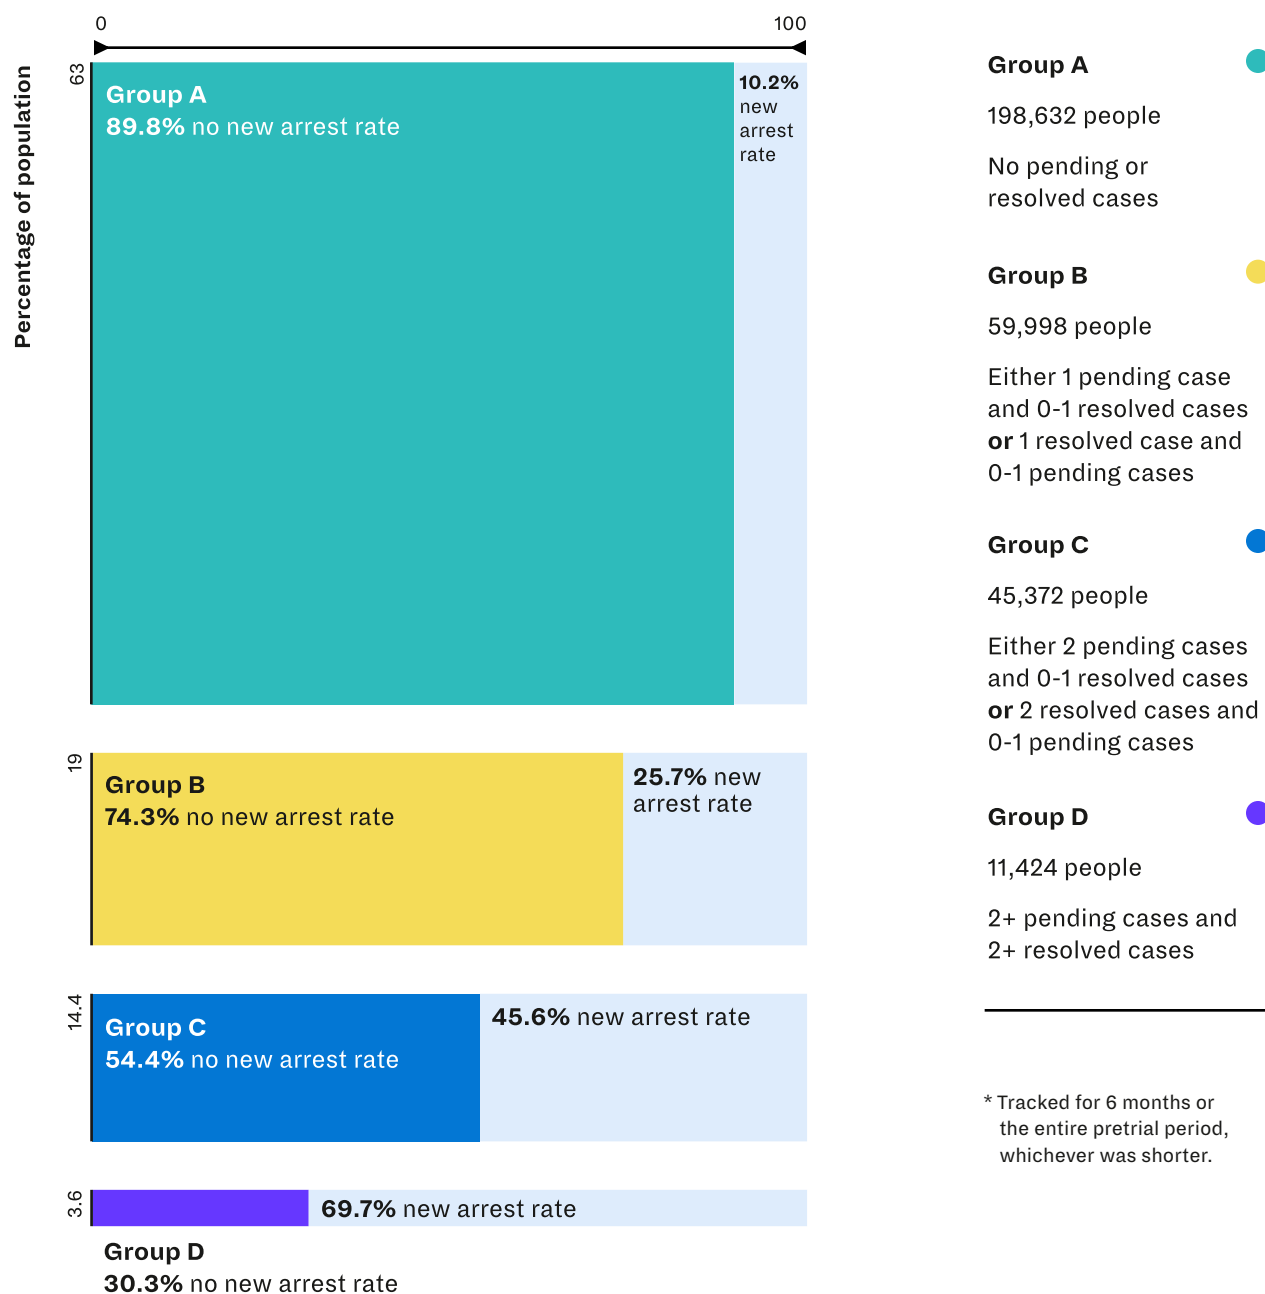 0
100
Percentage of population
63
Group A
89.8% no new arrest rate
10.2%
new
arrest
rate
19
Group B
74.3% no new arrest rate
25.7% new
arrest rate
14.4
Group C
54.4% no new arrest rate
45.6% new arrest rate
3.6
69.7% new arrest rate
Group D
30.3% no new arrest rate
Group A
198,632 people
No pending or
resolved cases
Group B
59,998 people
Either 1 pending case
and 0-1 resolved cases
or 1 resolved case and
0-1 pending cases
Group C
45,372 people
Either 2 pending cases
and 0-1 resolved cases
or 2 resolved cases and
0-1 pending cases
Group D
11,424 people
2+ pending cases and
2+ resolved cases
* Tracked for 6 months or
the entire pretrial period,
whichever was shorter.